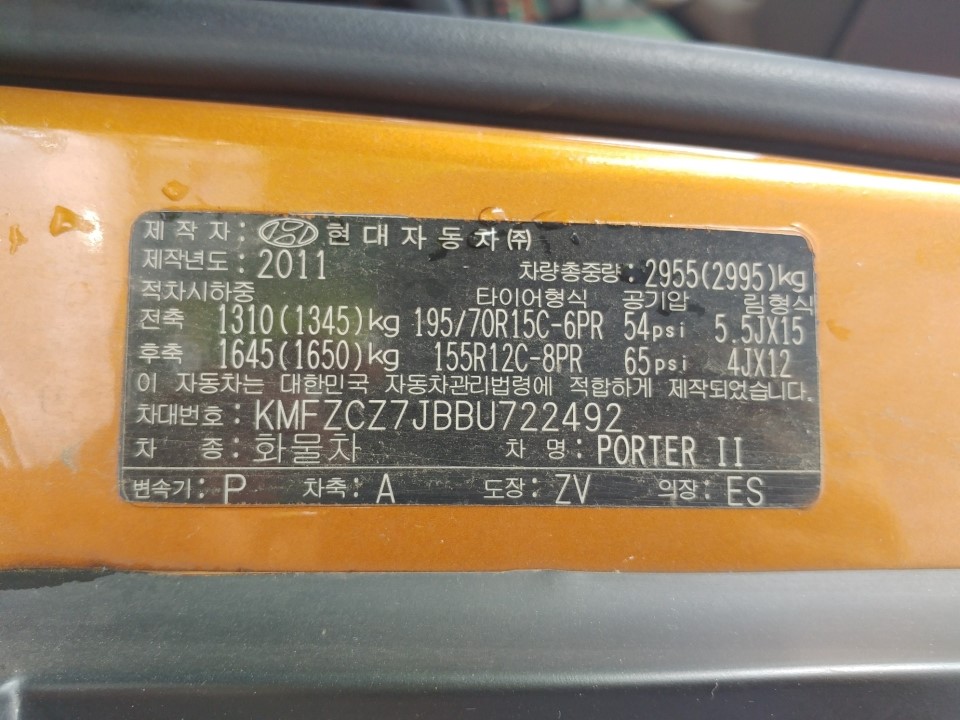 제 작 자 : 현대자동차㈜
제작년도 : 2011 차량총중량 : 2955(2995)kg
적차시하중 타이어형식 공기압 림형식
전축 1310(1345)kg 195/70R15C-6PR 54psi 5.5JX15
후축 1645(1650)kg 155R12C-8PR 65psi 4JX12
이 자동차는 대한민국 자동차관리법령에 적합하게 제작되었습니다.
차대번호 : KMFZCZ7JBBU722492
차 종 : 화물차 차 명 : PORTER II
변속기 : P 차축 : A 도장 : ZV 의장 : ES